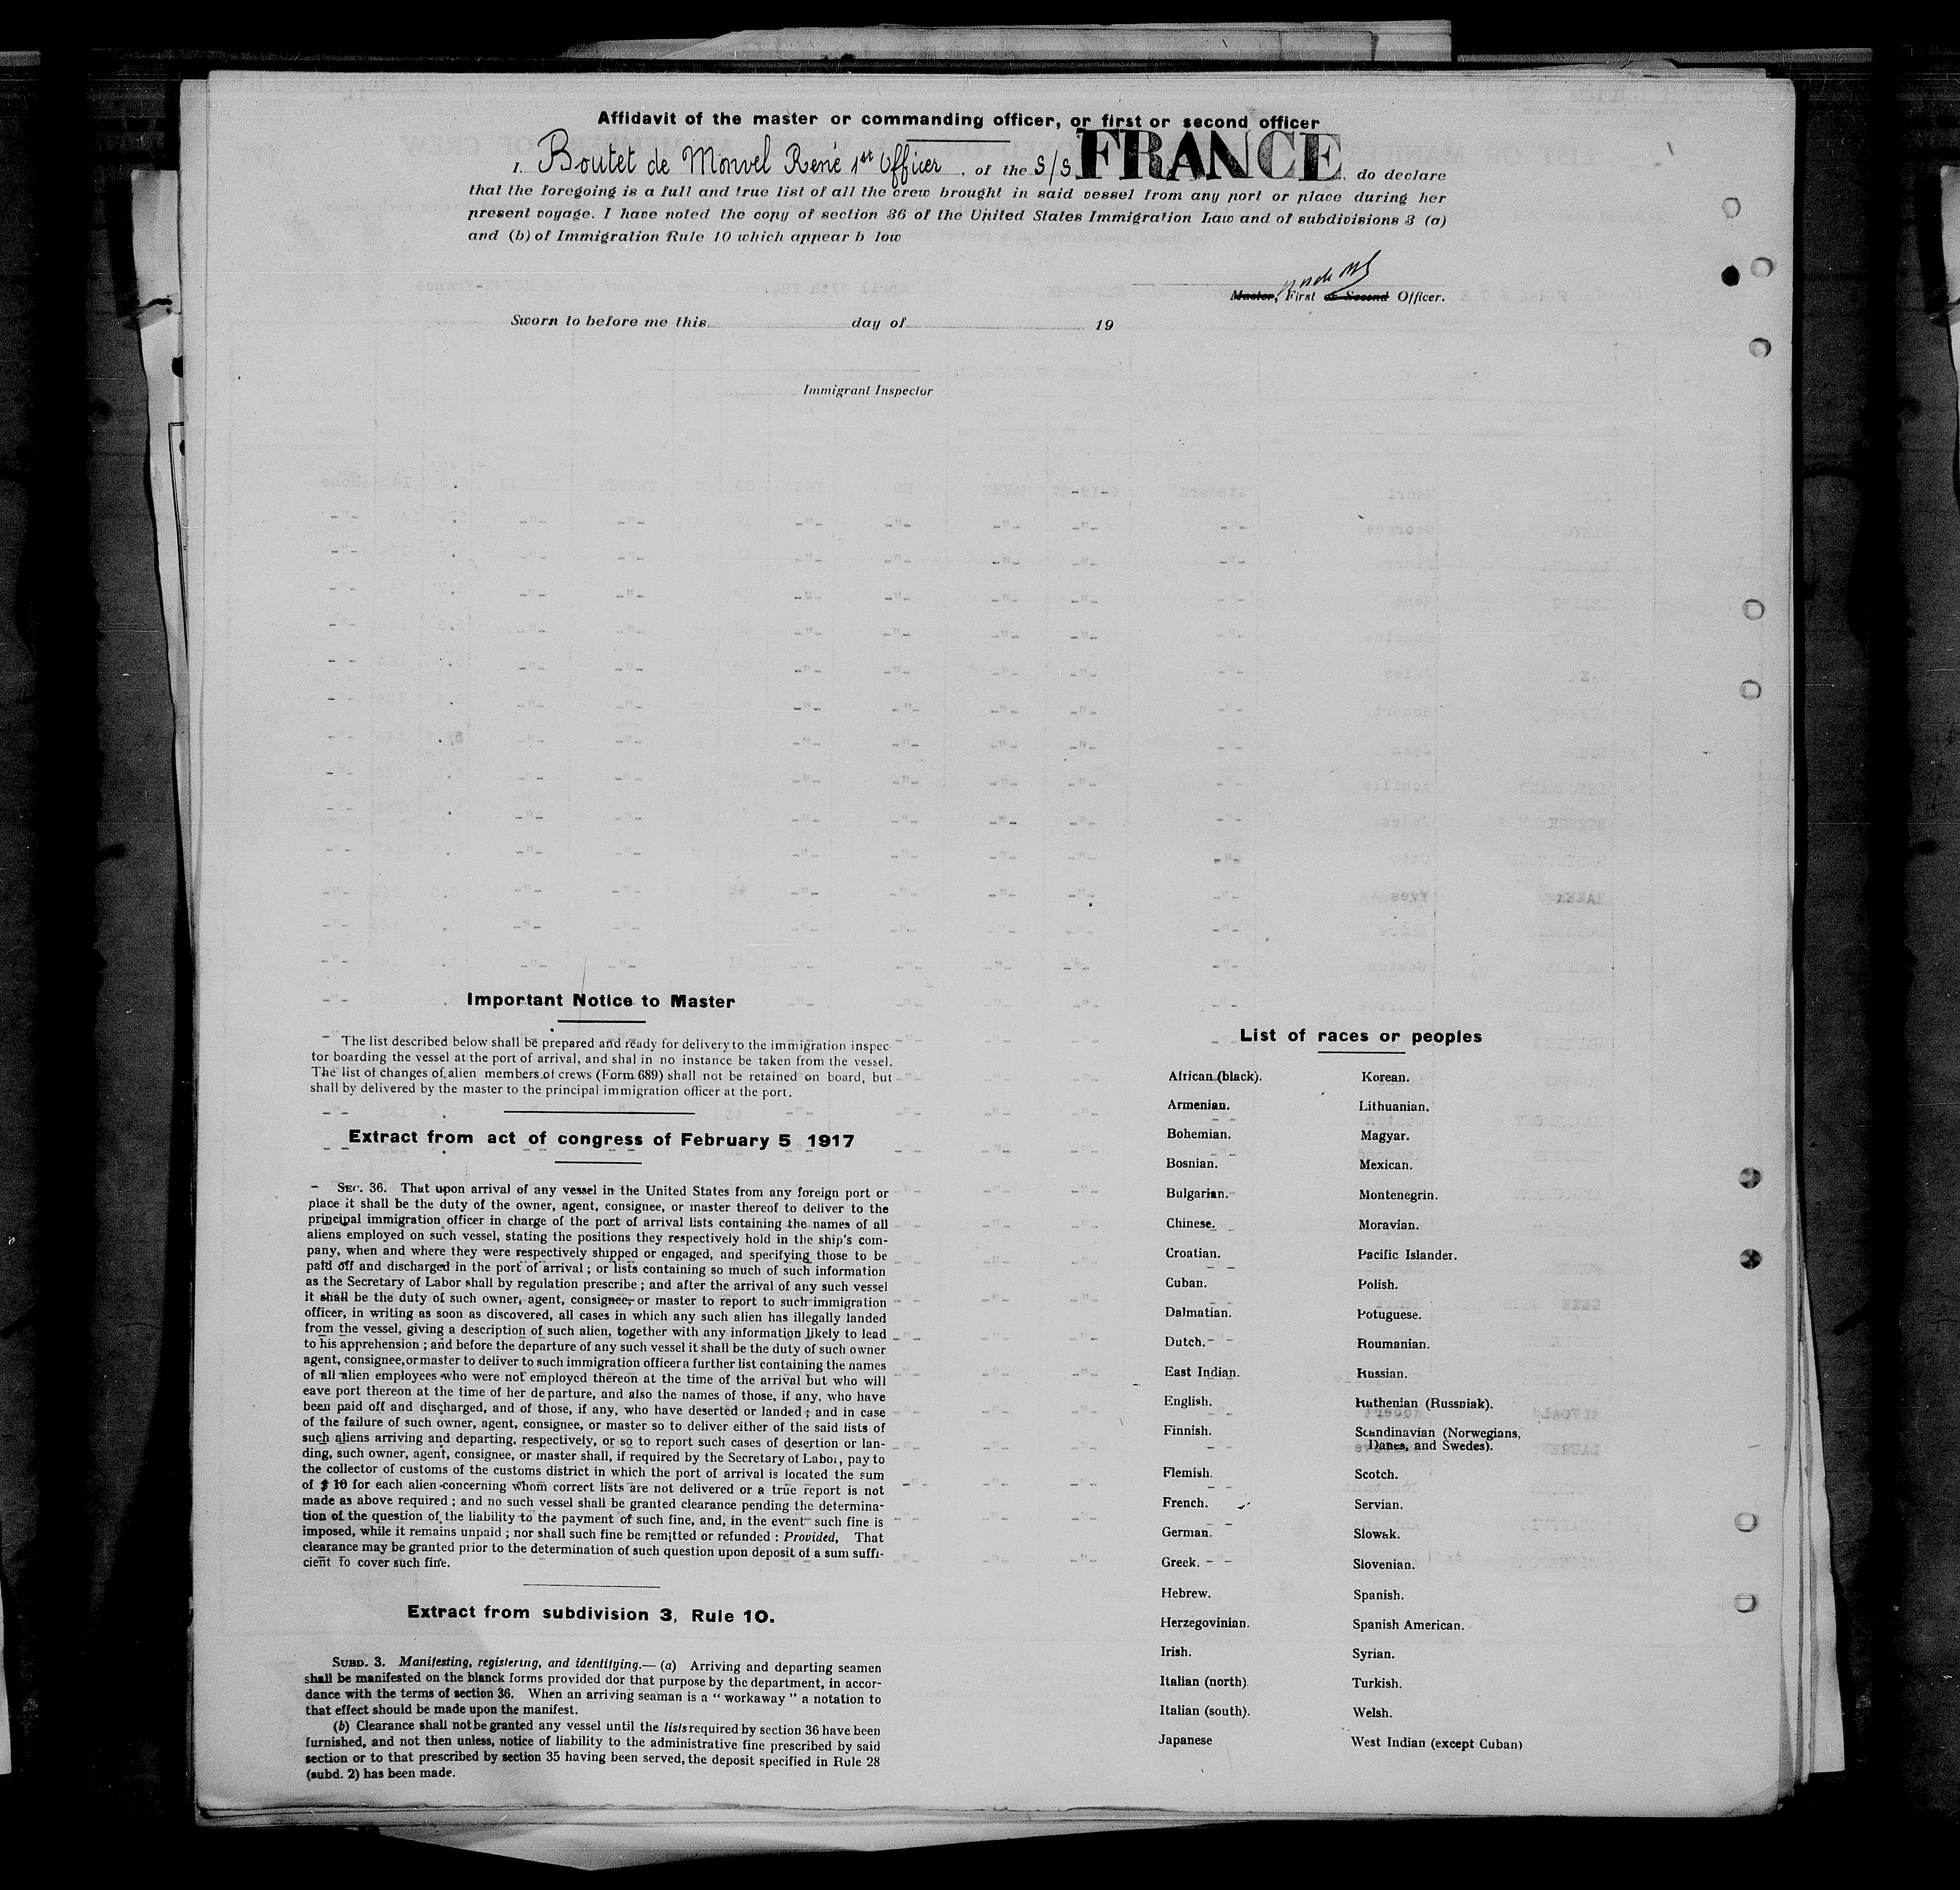 Affidavit of the master or commanding officer, or first or second officer
I. Boutet de Monvel René 1st Officer, of the S/S FRANCE, do declare
that the foregoing is a full and true list of all the crew brought in said vessel from any port or place during her
present voyage. I have noted the copy of section 36 of the United States Immigration Law and of subdivisions 3 (a)
and (b) of Immigration Rule 10 which appear b low
Master, First or Second Officer.
Sworn to before me this day of 19
Immigrant Inspector
Important Notice to Master
The list described below shall be prepared and ready for delivery to the immigration inspec-
tor boarding the vessel at the port of arrival, and shal in no instance be taken from the vessel.
The list of changes of alien members of crews (Form 689) shall not be retained on board, but
shall by delivered by the master to the principal immigration officer at the port.
Extract from act of congress of February 5 1917
SEC. 36. That upon arrival of any vessel in the United States from any foreign port or
place it shall be the duty of the owner, agent, consignee, or master thereof to deliver to the
principal immigration officer in charge of the port of arrival lists containing the names of all
aliens employed on such vessel, stating the positions they respectively hold in the ship's com-
pany, when and where they were respectively shipped or engaged, and specifying those to be
paid off and discharged in the port of arrival ; or lists containing so much of such information
as the Secretary of Labor shall by regulation prescribe ; and after the arrival of any such vessel
it shall be the duty of such owner, agent, consignee, or master to report to such immigration
officer, in writing as soon as discovered, all cases in which any such alien has illegally landed
from the vessel, giving a description of such alien, together with any information likely to lead
to his apprehension ; and before the departure of any such vessel it shall be the duty of such owner
agent, consignee, or master to deliver to such immigration officer a further list containing the names
of all alien employees who were not employed thereon at the time of the arrival but who will
eave port thereon at the time of her departure, and also the names of those, if any, who have
been paid off and discharged, and of those, if any, who have deserted or landed ; and in case
of the failure of such owner, agent, consignee, or master so to deliver either of the said lists of
such aliens arriving and departing, respectively, or so to report such cases of desertion or lan-
ding, such owner, agent, consignee, or master shall, if required by the Secretary of Labor, pay to
the collector of customs of the customs district in which the port of arrival is located the sum
of $ 10 for each alien concerning whom correct lists are not delivered or a true report is not
made as above required ; and no such vessel shall be granted clearance pending the determina-
tion of the question of the liability to the payment of such fine, and, in the event such fine is
imposed, while it remains unpaid ; nor shall such fine be remitted or refunded : Provided, That
clearance may be granted prior to the determination of such question upon deposit of a sum suffi-
cient to cover such fine.
Extract from subdivision 3, Rule 10.
SUBD. 3. Manifesting, registering, and identifying.— (a) Arriving and departing seamen
shall be manifested on the blanck forms provided dor that purpose by the department, in accor-
dance with the terms of section 36. When an arriving seaman is a “ workaway ” a notation to
that effect should be made upon the manifest.
(b) Clearance shall not be granted any vessel until the lists required by section 36 have been
furnished, and not then unless, notice of liability to the administrative fine prescribed by said
section or to that prescribed by section 35 having been served, the deposit specified in Rule 28
(subd. 2) has been made.
List of races or peoples
African (black). Korean.
Armenian. Lithuanian.
Bohemian. Magyar.
Bosnian. Mexican.
Bulgarian. Montenegrin.
Chinese. Moravian.
Croatian. Pacific Islander.
Cuban. Polish.
Dalmatian. Potuguese.
Dutch. Roumanian.
East Indian. Russian.
English. Ruthenian (Russniak).
Finnish. Scandinavian (Norwegians,
Danes, and Swedes).
Flemish. Scotch.
French. Servian.
German. Slowak.
Greek. Slovenian.
Hebrew. Spanish.
Herzegovinian. Spanish American.
Irish. Syrian.
Italian (north) Turkish.
Italian (south). Welsh.
Japanese West Indian (except Cuban)